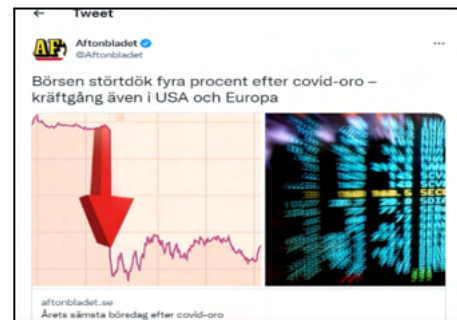 ← Tweet
AF
Aftonbladet
@Aftonbladet
...
Börsen störtdök fyra procent efter covid-oro –
kräftgång även i USA och Europa
aftonbladet.se
Årets sämsta börsdag efter covid-oro